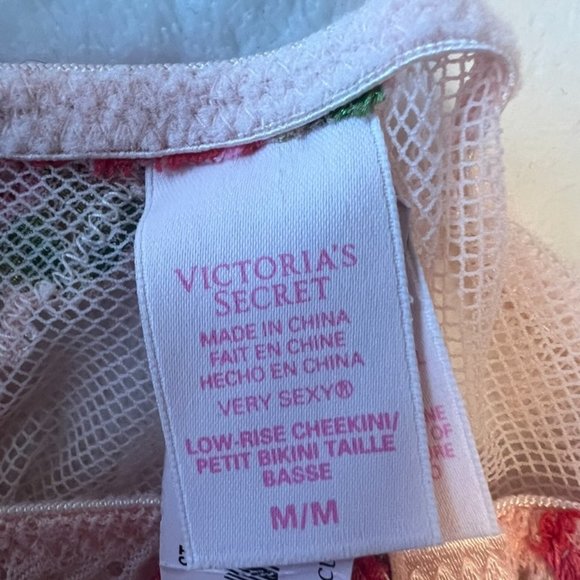 VICTORIA'S
SECRET
MADE IN CHINA
FAIT EN CHINE
HECHO EN CHINA
VERY SEXY®
LOW-RISE CHEEKINI/
PETIT BIKINI TAILLE
BASSE
M/M